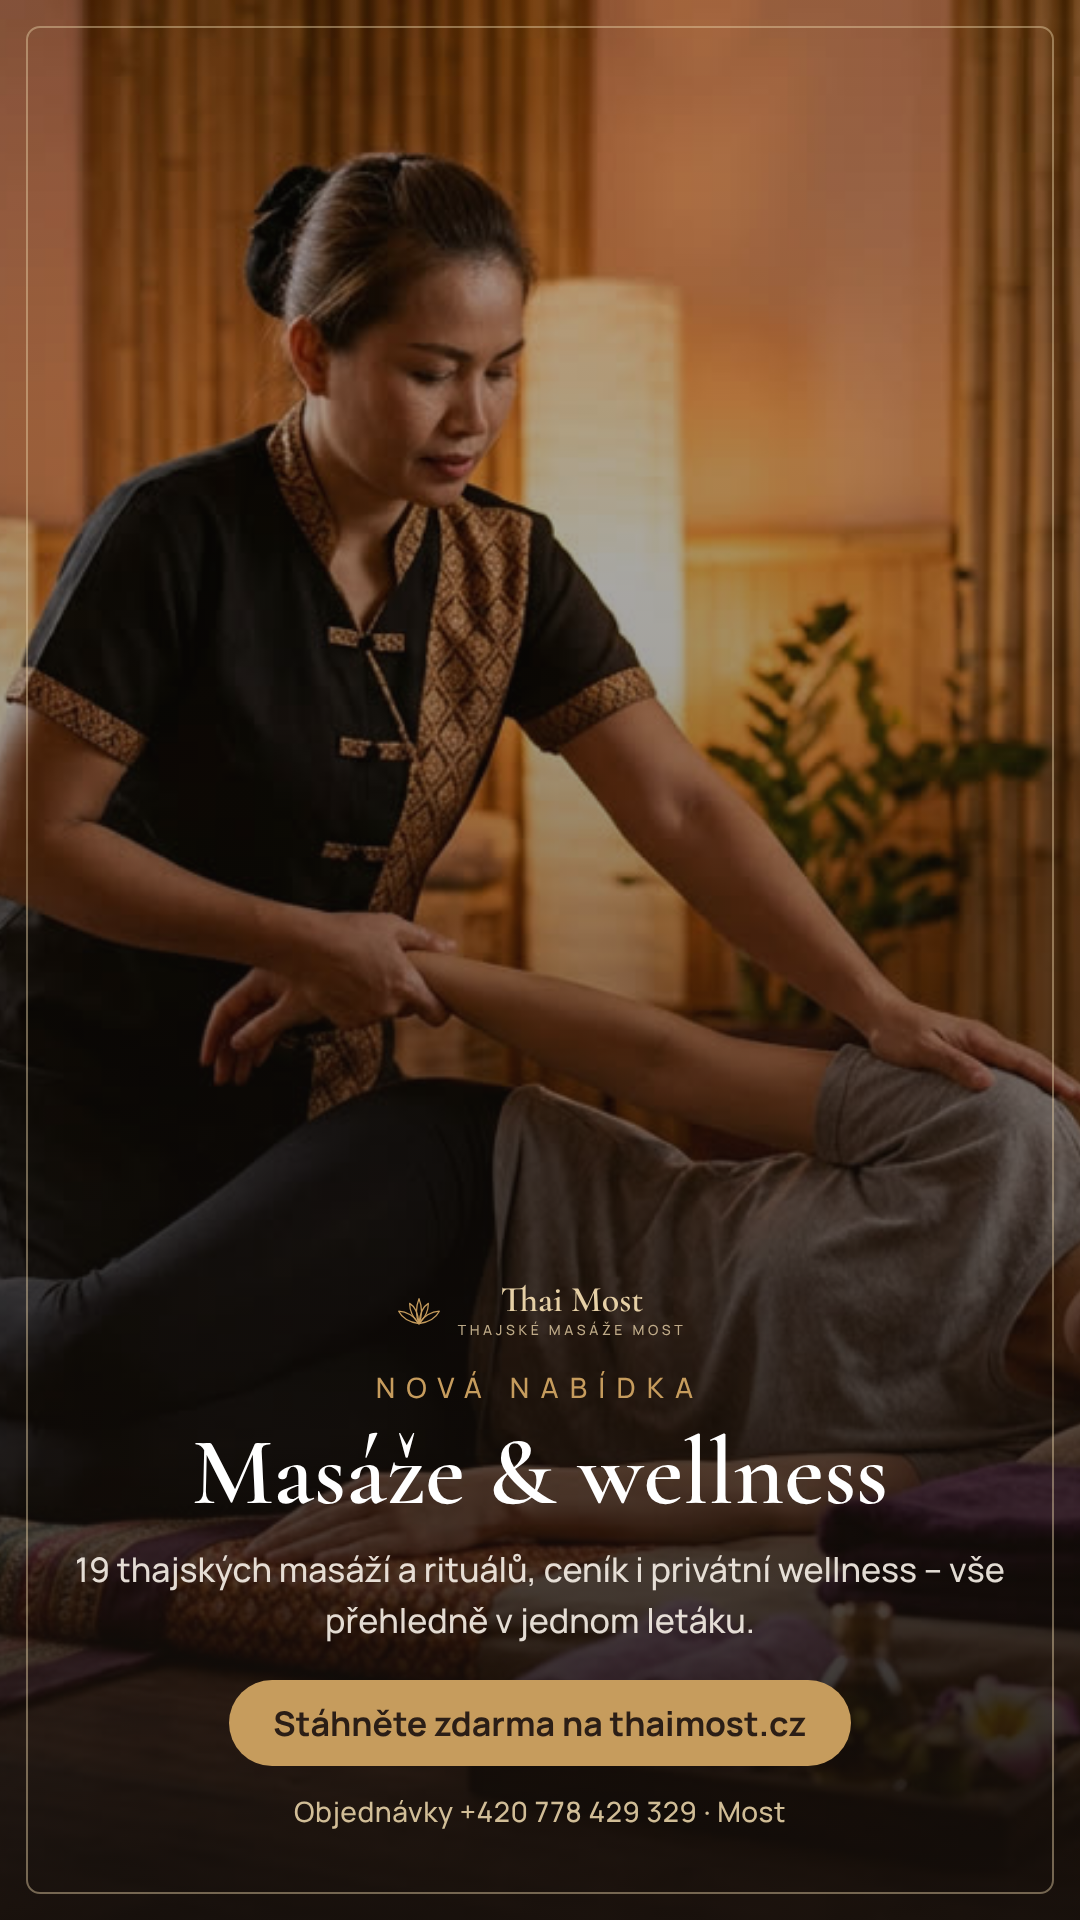 Thai Most
THAJSKÉ MASÁŽE MOST
NOVÁ NABÍDKA
Masáže & wellness
19 thajských masáží a rituálů, ceník i privátní wellness – vše
přehledně v jednom letáku.
Stáhněte zdarma na thaimost.cz
Objednávky +420 778 429 329 · Most